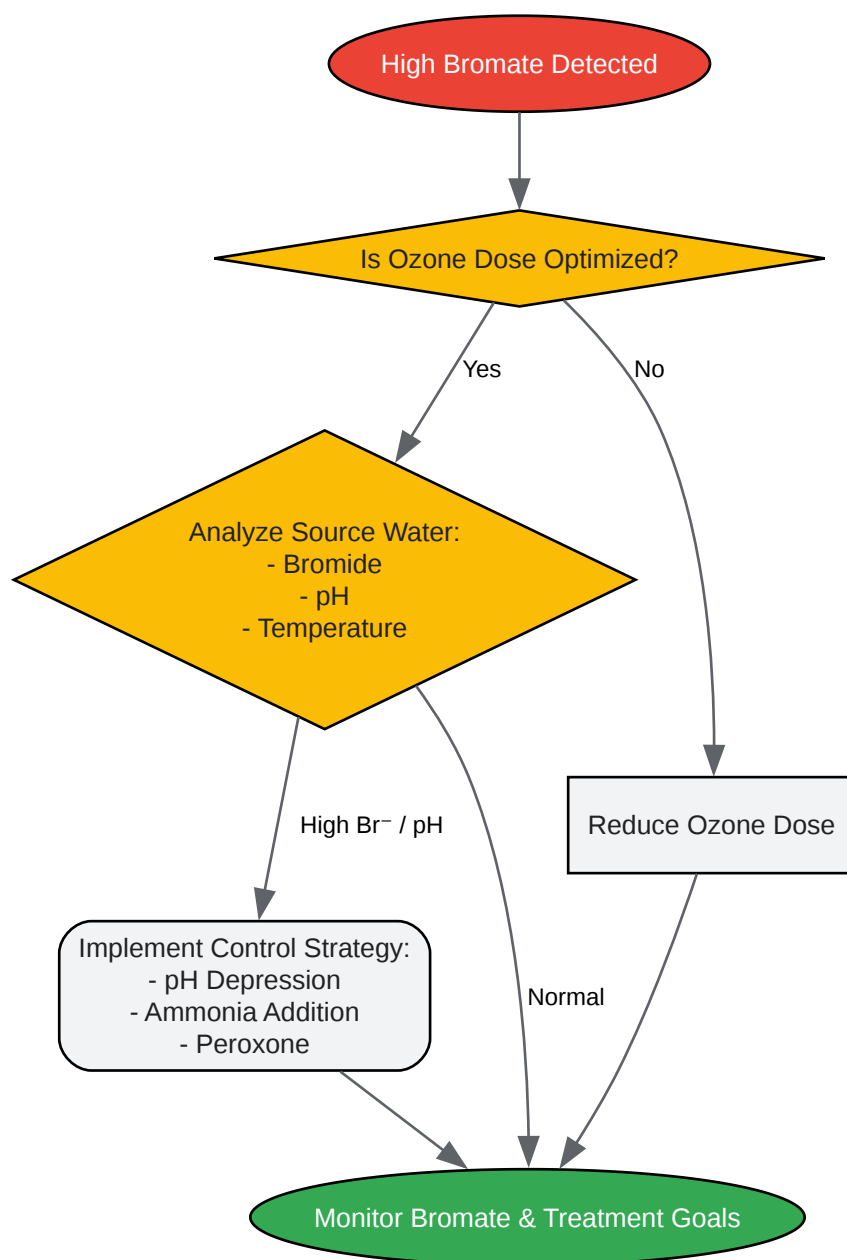 High Bromate Detected
Is Ozone Dose Optimized?
Yes
No
Analyze Source Water:
- Bromide
- pH
- Temperature
High Br⁻ / pH
Reduce Ozone Dose
Implement Control Strategy:
- pH Depression
- Ammonia Addition
- Peroxone
Normal
Monitor Bromate & Treatment Goals